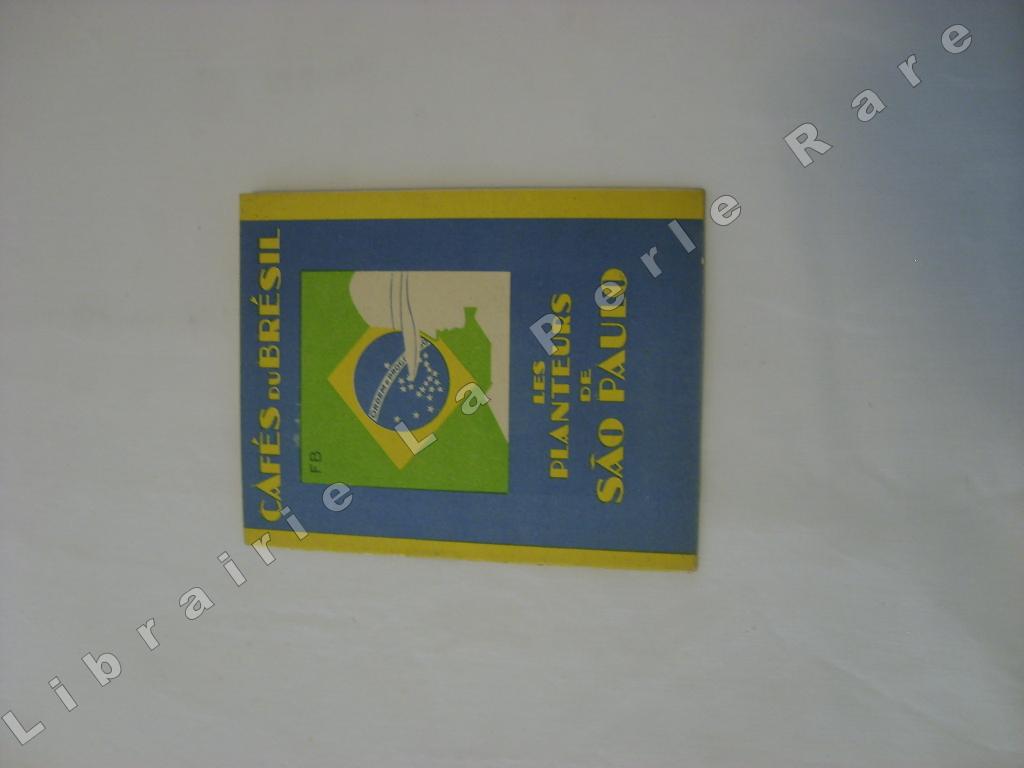 CAFÉS DU BRÉSIL
FB
LES
PLANTEURS
DE
SÃO PAULO
Librairie La Perle Rare